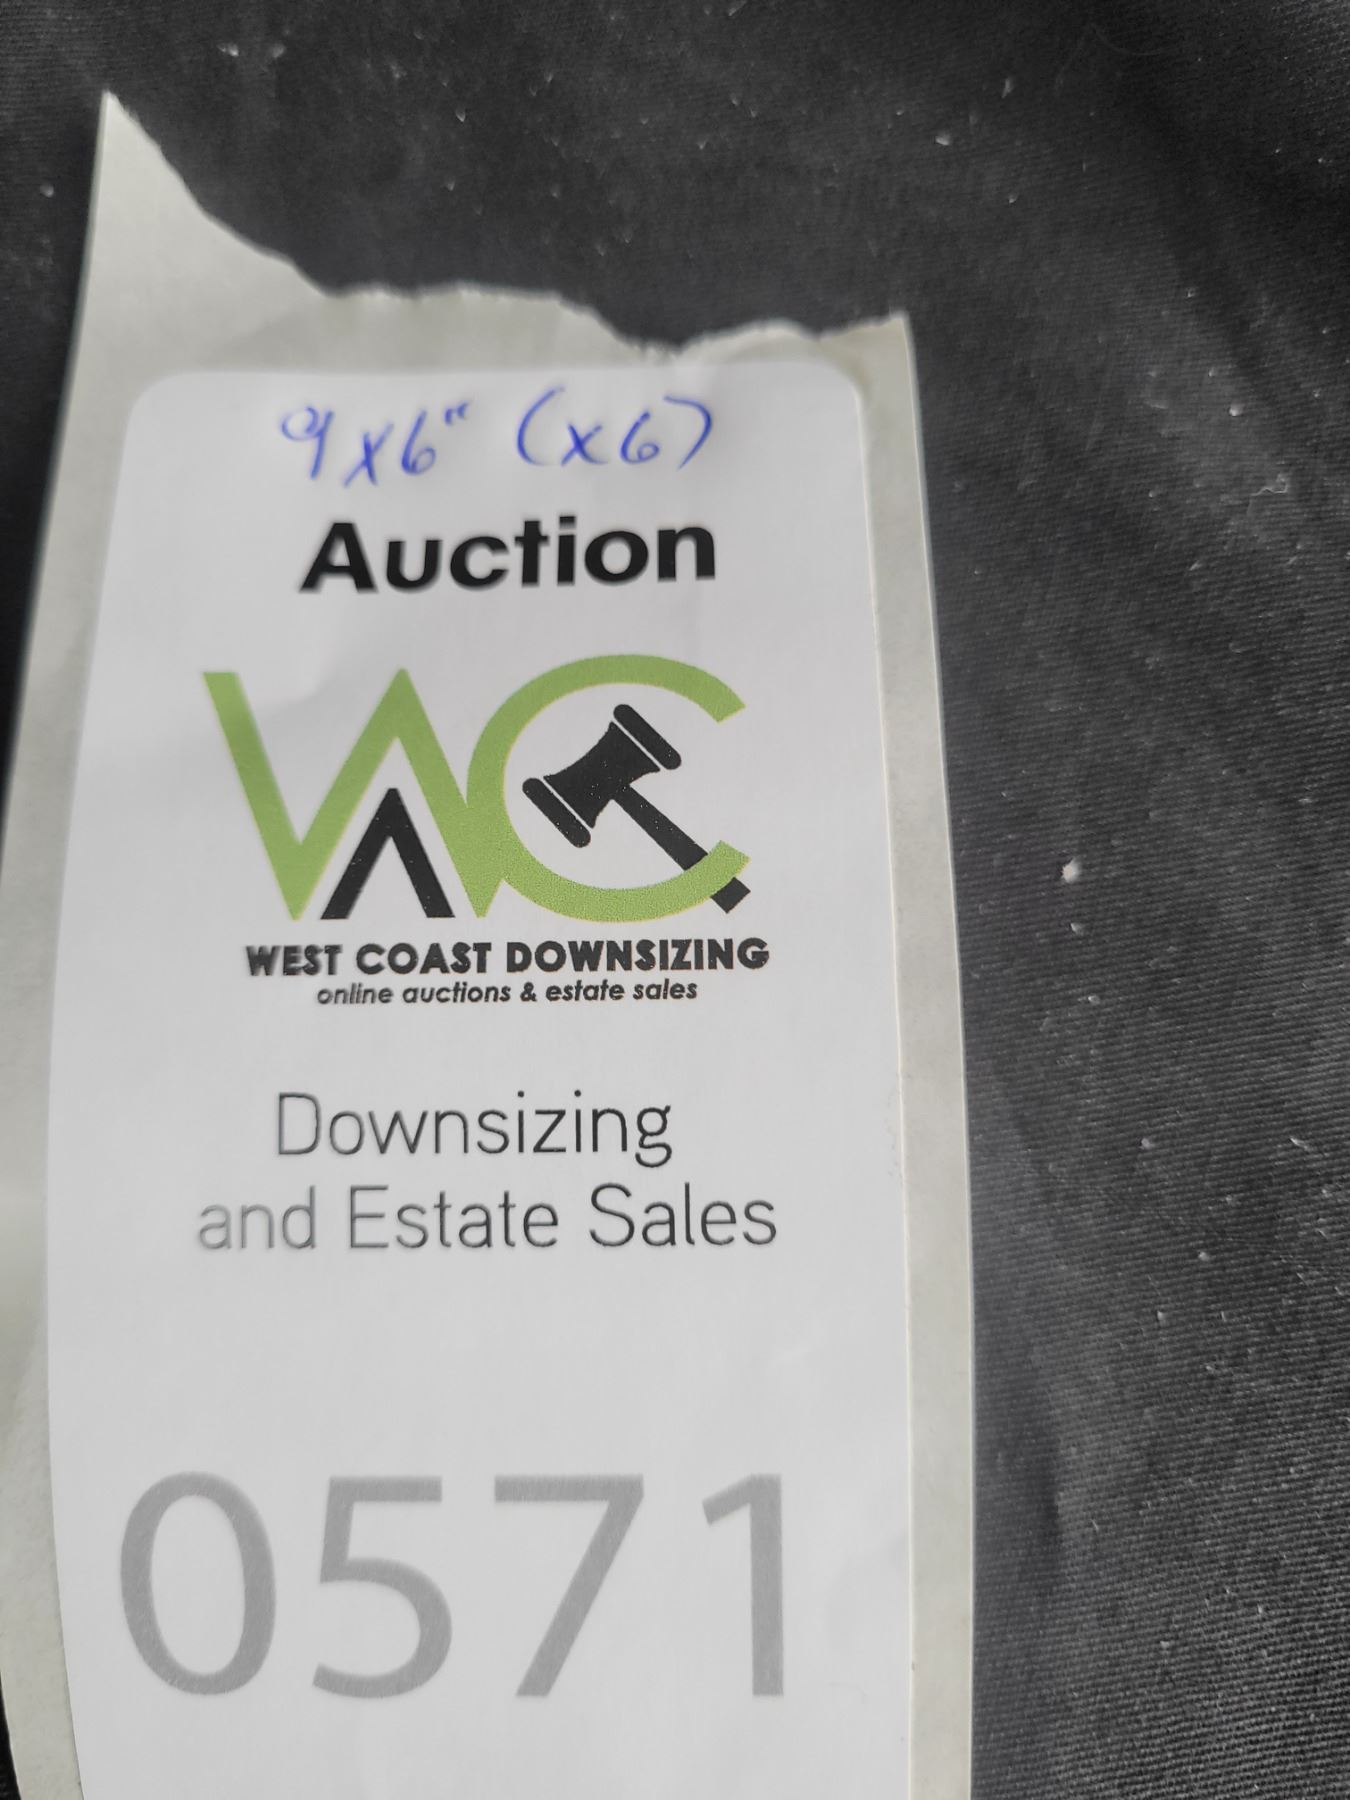 9x6" (x6)
Auction
WC
WEST COAST DOWNSIZING
online auctions & estate sales
Downsizing
and Estate Sales
0571